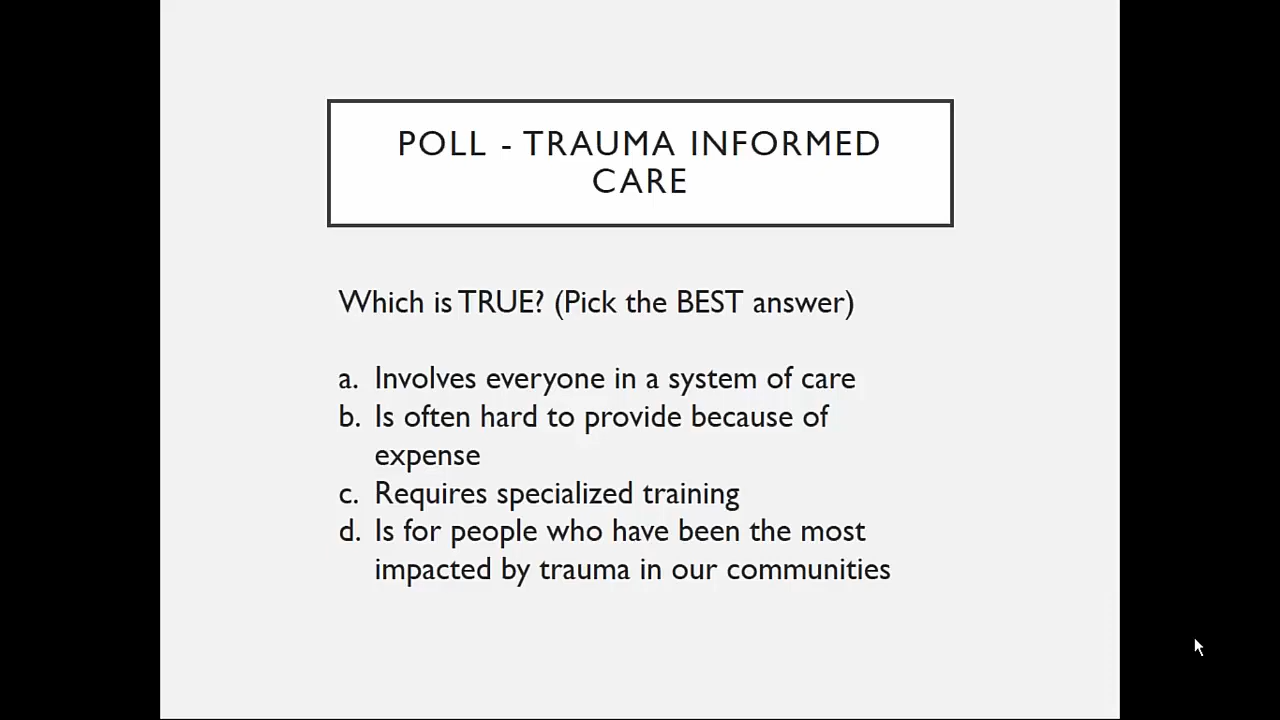 POLL - TRAUMA INFORMED
CARE
Which is TRUE? (Pick the BEST answer)
a. Involves everyone in a system of care
b. Is often hard to provide because of
expense
c. Requires specialized training
d. Is for people who have been the most
impacted by trauma in our communities